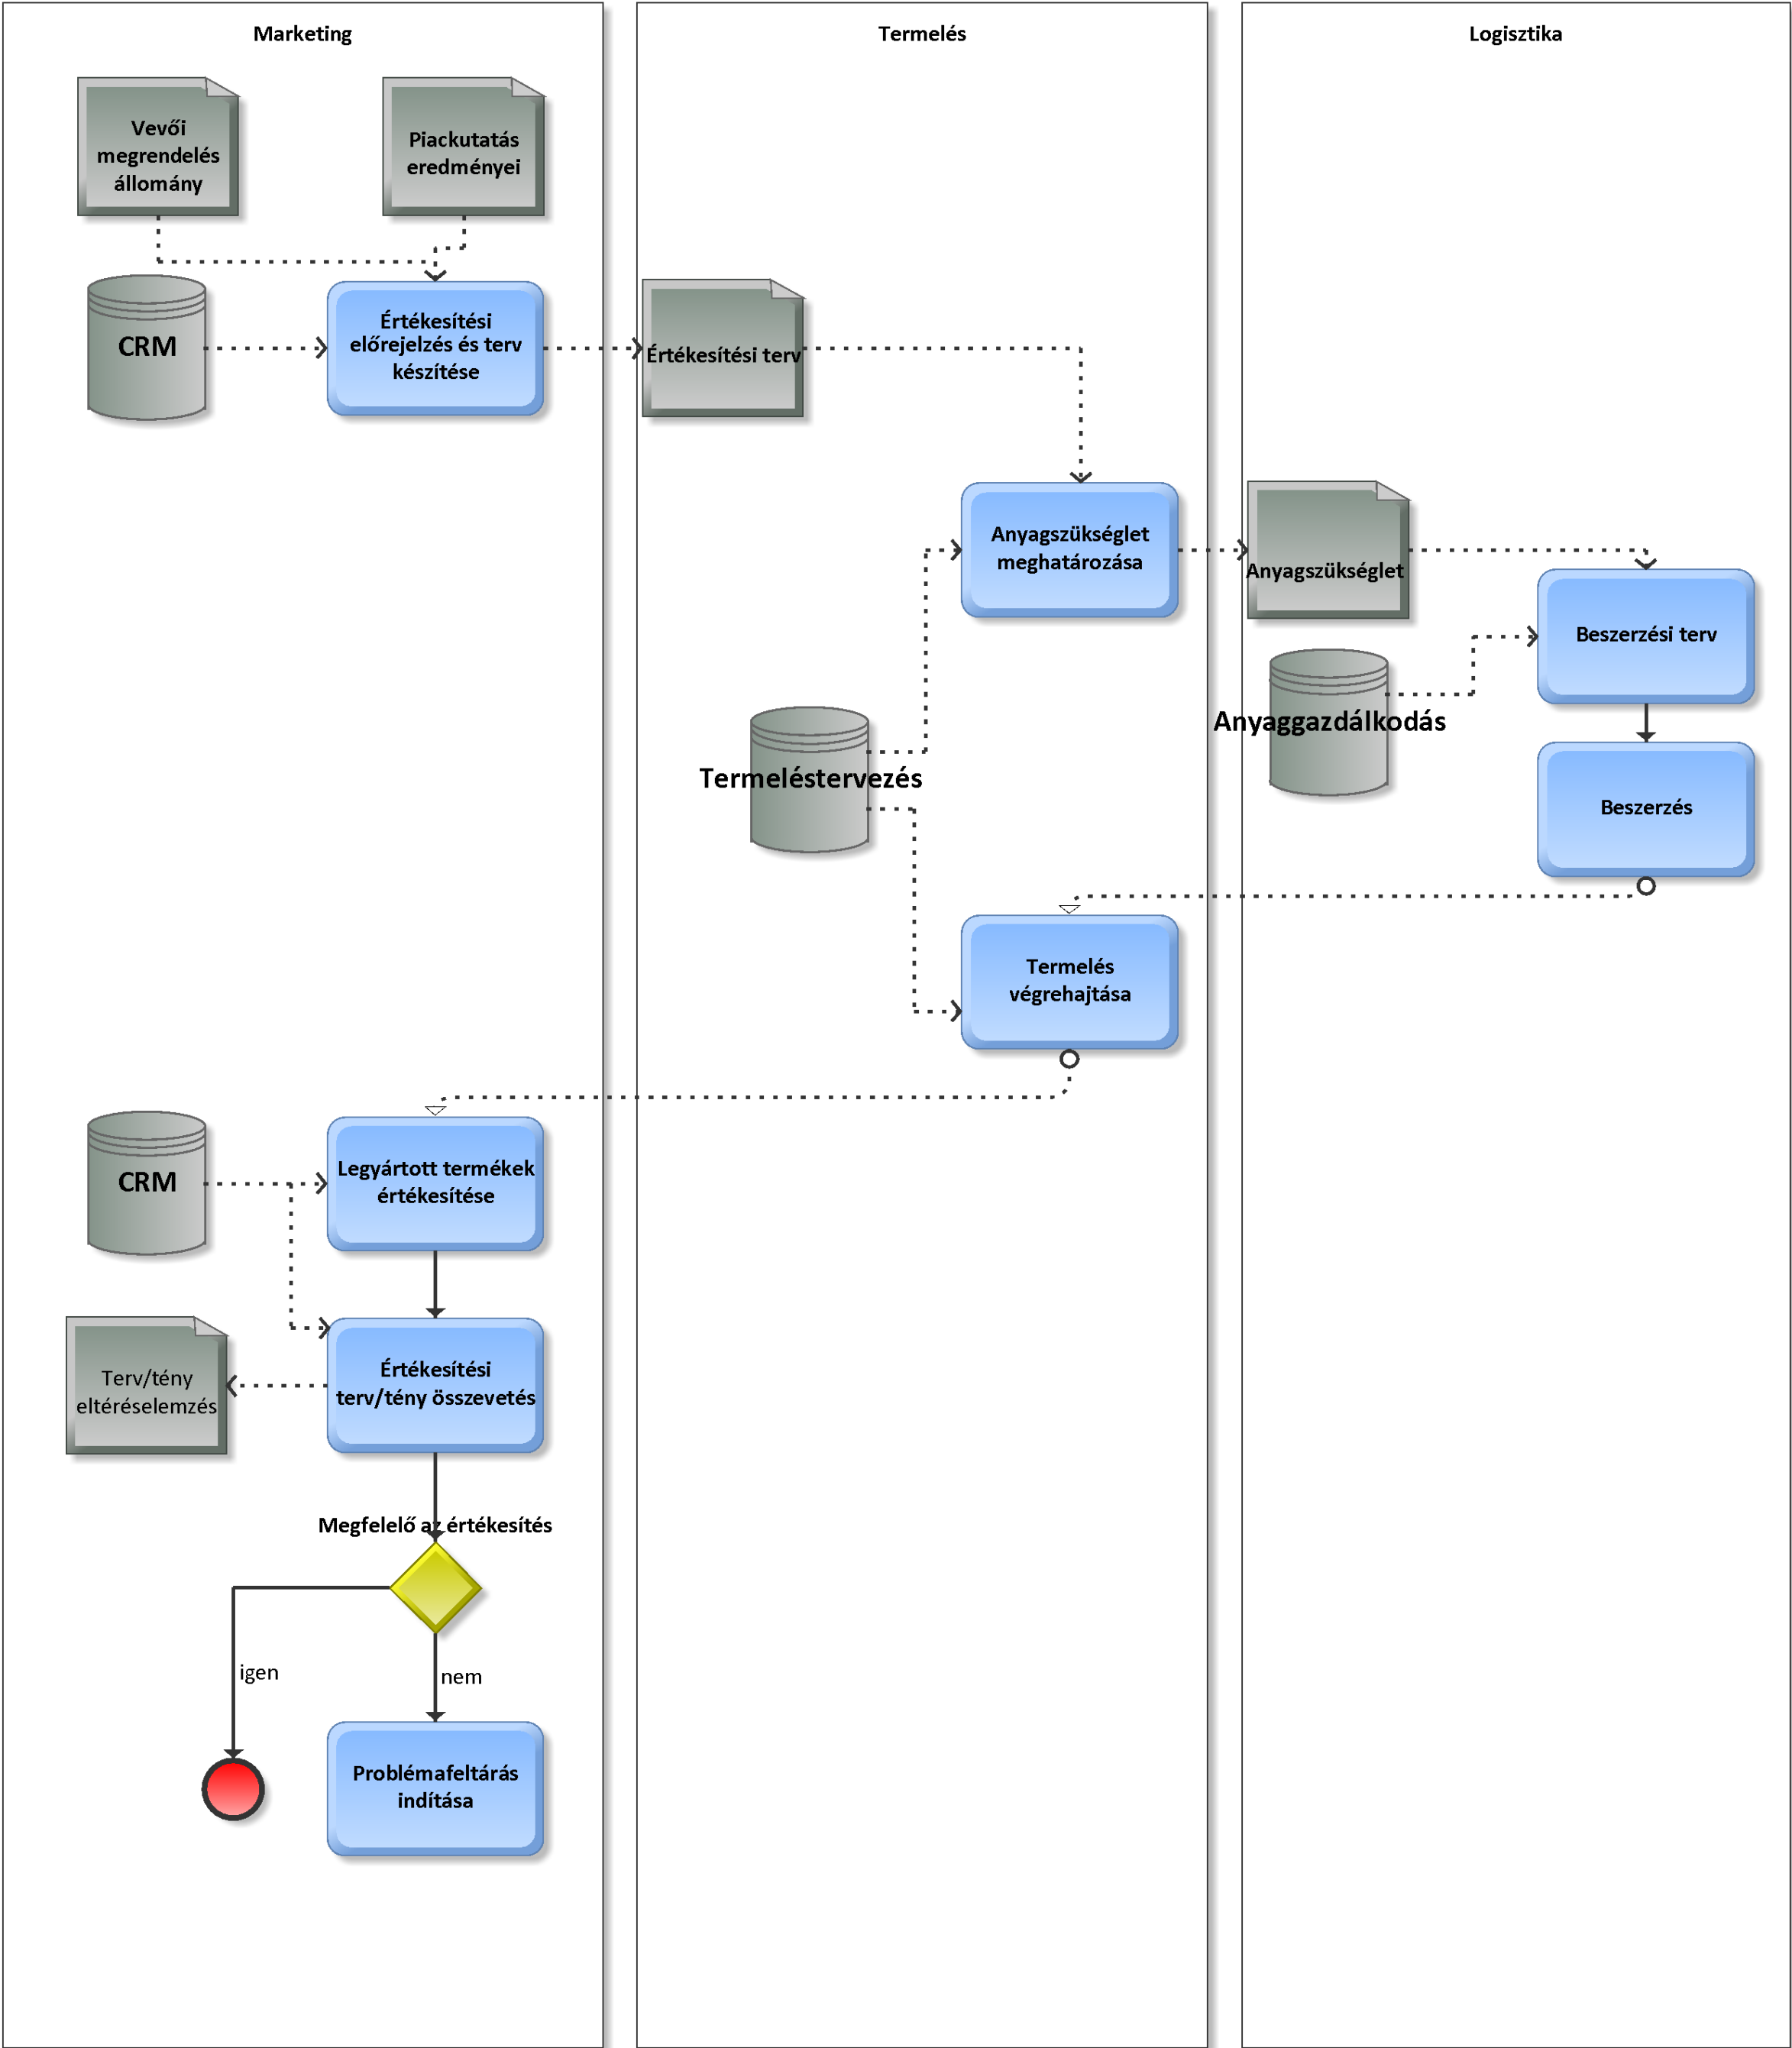 Marketing
Termelés
Logisztika
Vevői
megrendelés
állomány
Piackutatás
eredményei
CRM
Értékesítési
előrejelzés és terv
készítése
Értékesítési terv
Anyagszükséglet
meghatározása
Anyagszükséglet
Beszerzési terv
Anyaggazdálkodás
Termeléstervezés
Beszerzés
Termelés
végrehajtása
CRM
Legyártott termékek
értékesítése
Terv/tény
eltéréselemzés
Értékesítési
terv/tény összevetés
Megfelelő az értékesítés
igen
nem
Problémafeltárás
indítása